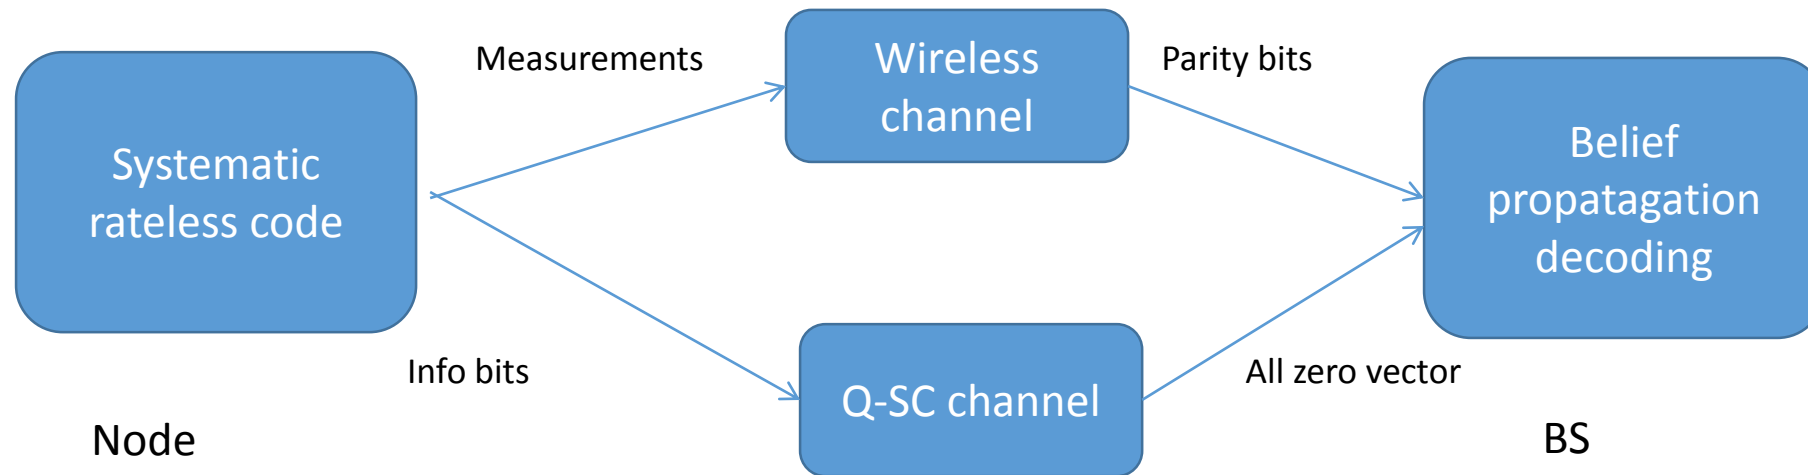 Measurements
Wireless
channel
Parity bits
Systematic
rateless code
Belief
propatagation
decoding
Info bits
Q-SC channel
All zero vector
Node
BS